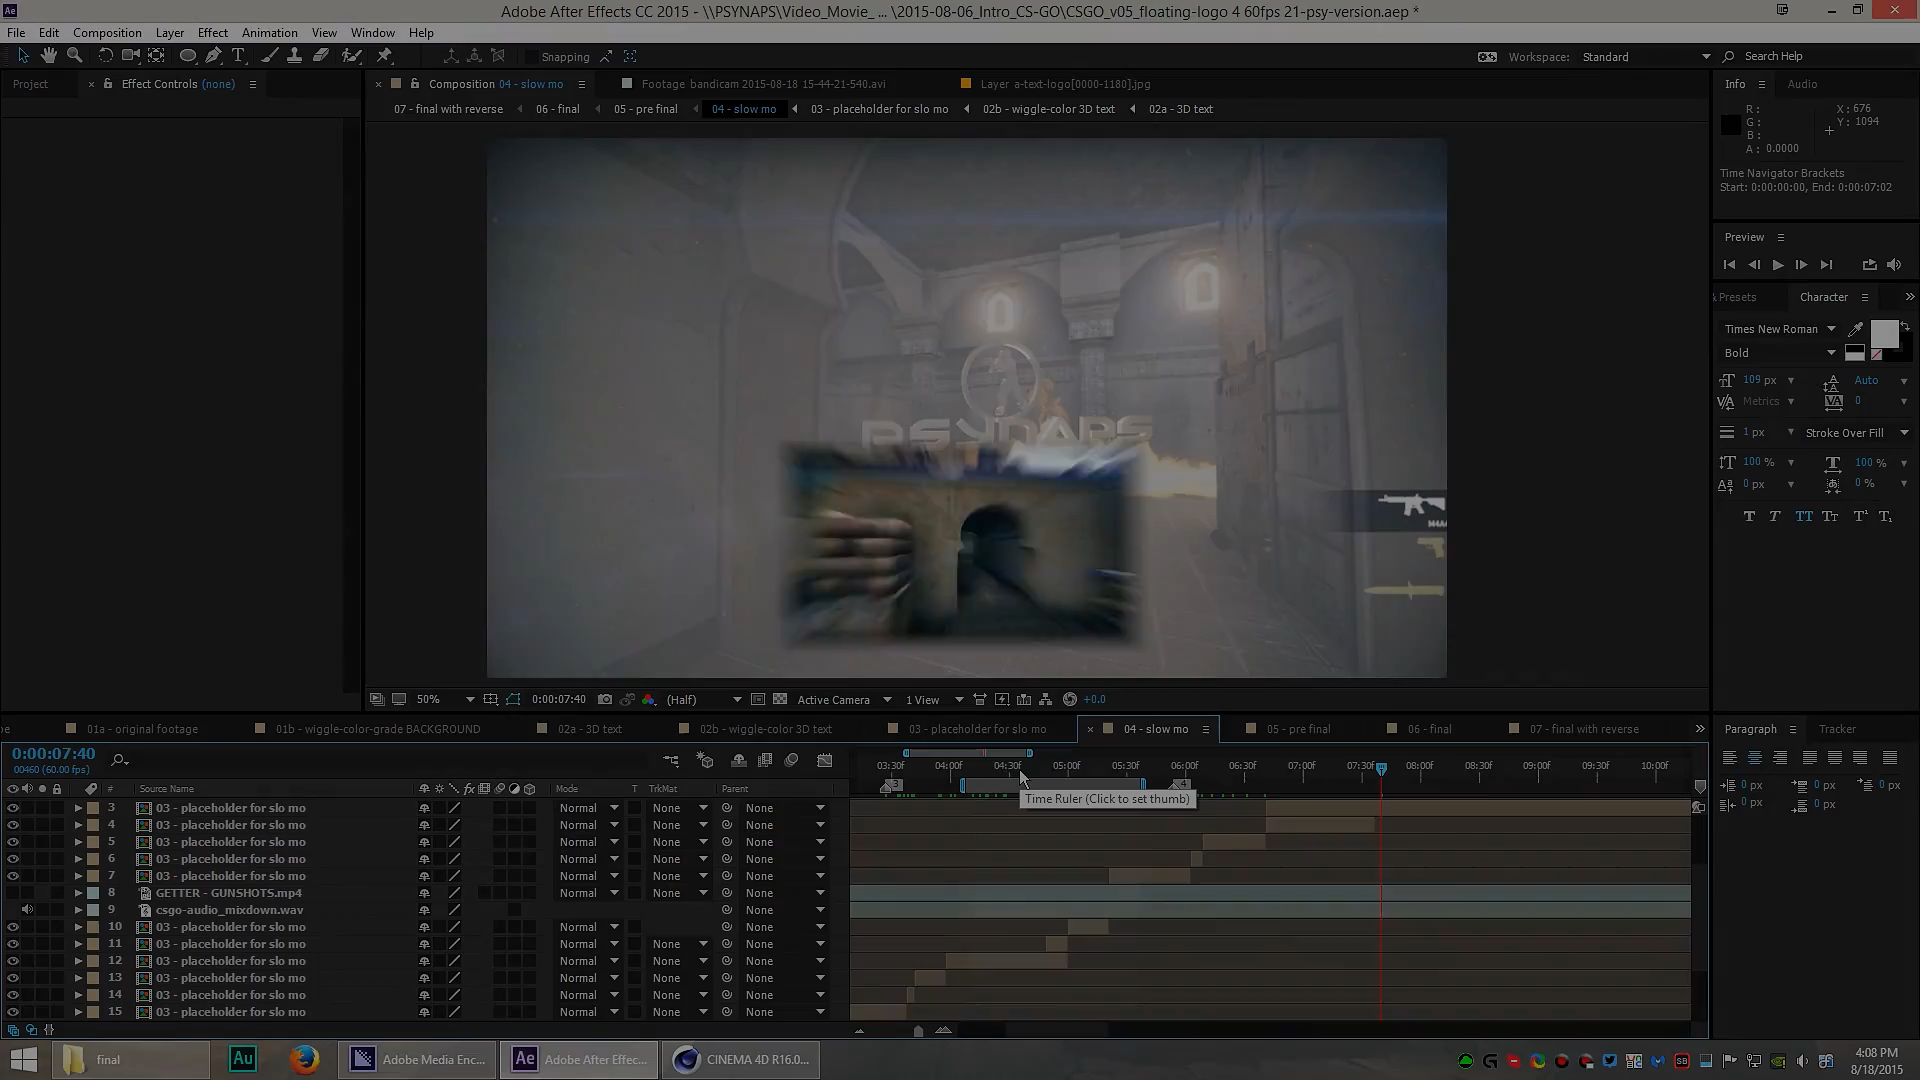 Ae Adobe After Effects CC 2015 - \\PSYNAPS\Video_Movie_ ... \2015-08-06_Intro_CS-GO\CSGO_v05_floating-logo 4 60fps 21-psy-version.aep *
File Edit Composition Layer Effect Animation View Window Help
T Snapping Workspace: Standard Search Help
Project × Effect Controls (none)
× Composition 04 - slow mo Footage bandicam 2015-08-18 15-44-21-540.avi Layer a-text-logo[0000-1180].jpg
07 - final with reverse 06 - final 05 - pre final 04 - slow mo 03 - placeholder for slo mo 02b - wiggle-color 3D text 02a - 3D text
Info Audio
R : X : 676
G : Y : 1094
B :
A : 0.0000
Time Navigator Brackets
Start: 0:00:00:00, End: 0:00:07:02
Preview
& Presets Character »
Times New Roman
Bold
109 px Auto
Metrics 0
1 px Stroke Over Fill
100 % 100 %
0 px 0 %
T T TT Tr T¹ T₁
PSYNAPS
50% 0:00:07:40 (Half) Active Camera 1 View +0.0
01a - original footage 01b - wiggle-color-grade BACKGROUND 02a - 3D text 02b - wiggle-color 3D text 03 - placeholder for slo mo × 04 - slow mo 05 - pre final 06 - final 07 - final with reverse »
Paragraph Tracker
0:00:07:40
00460 (60.00 fps)
03:30f 04:00f 04:30f 05:00f 05:30f 06:00f 06:30f 07:00f 07:30f 08:00f 08:30f 09:00f 09:30f 10:00f
# Source Name fx Mode T TrkMat Parent
Time Ruler (Click to set thumb)
0 px 0 px 0 px
0 px 0 px
3 03 - placeholder for slo mo Normal None None
4 03 - placeholder for slo mo Normal None None
5 03 - placeholder for slo mo Normal None None
6 03 - placeholder for slo mo Normal None None
7 03 - placeholder for slo mo Normal None None
8 GETTER - GUNSHOTS.mp4 Normal None None
9 csgo-audio_mixdown.wav None
10 03 - placeholder for slo mo Normal None
11 03 - placeholder for slo mo Normal None None
12 03 - placeholder for slo mo Normal None None
13 03 - placeholder for slo mo Normal None None
14 03 - placeholder for slo mo Normal None None
15 03 - placeholder for slo mo Normal None None
final Au Adobe Media Enc... Ae Adobe After Effec... CINEMA 4D R16.0... SB 4:08 PM
8/18/2015